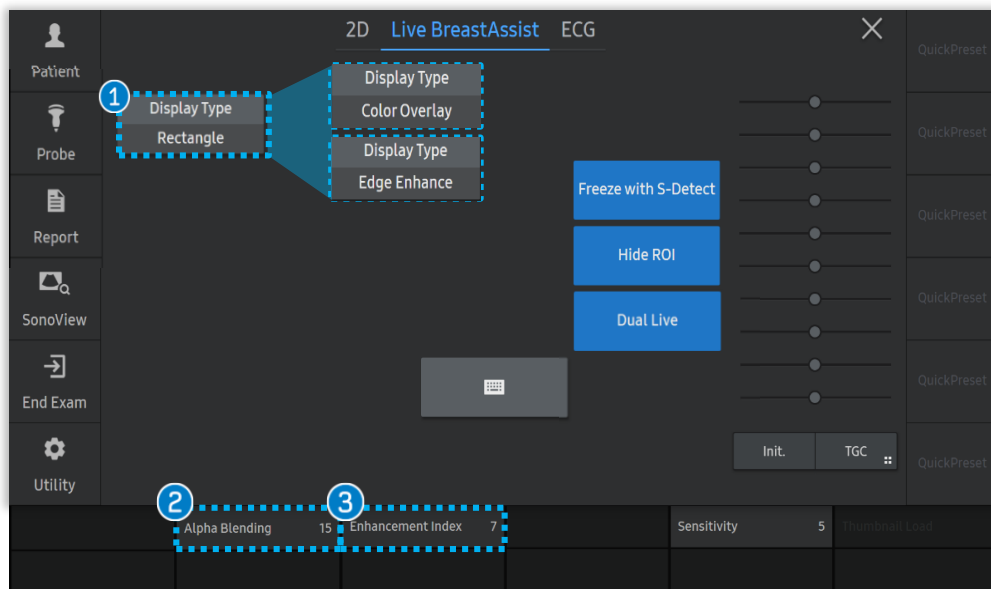 2D Live BreastAssist ECG
Patient
Probe
Report
SonoView
End Exam
Utility
1
Display Type
Rectangle
Display Type
Color Overlay
Display Type
Edge Enhance
Freeze with S-Detect
Hide ROI
Dual Live
Init. TGC
QuickPreset
QuickPreset
QuickPreset
QuickPreset
QuickPreset
QuickPreset
2
3
Alpha Blending 15
Enhancement Index 7
Sensitivity 5
Thumbnail Load